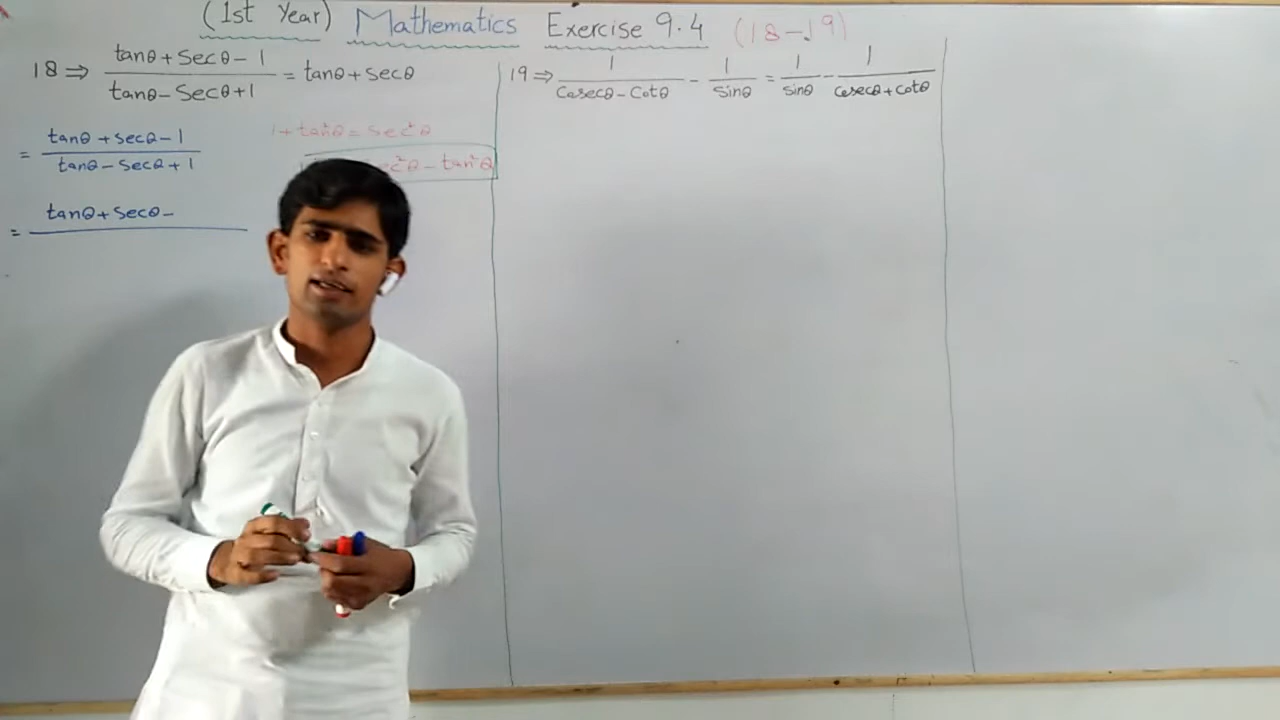 (1st Year) Mathematics Exercise 9.4 (18-19)
18⇒ tanθ+Secθ-1 / tanθ-Secθ+1 = tanθ+secθ
= tanθ+secθ-1 / tanθ-secθ+1
= tanθ+secθ-
1+tan²θ=sec²θ
c²θ-tan²θ
19⇒ 1/Cosecθ-Cotθ - 1/Sinθ = 1/sinθ - 1/cosecθ+cotθ